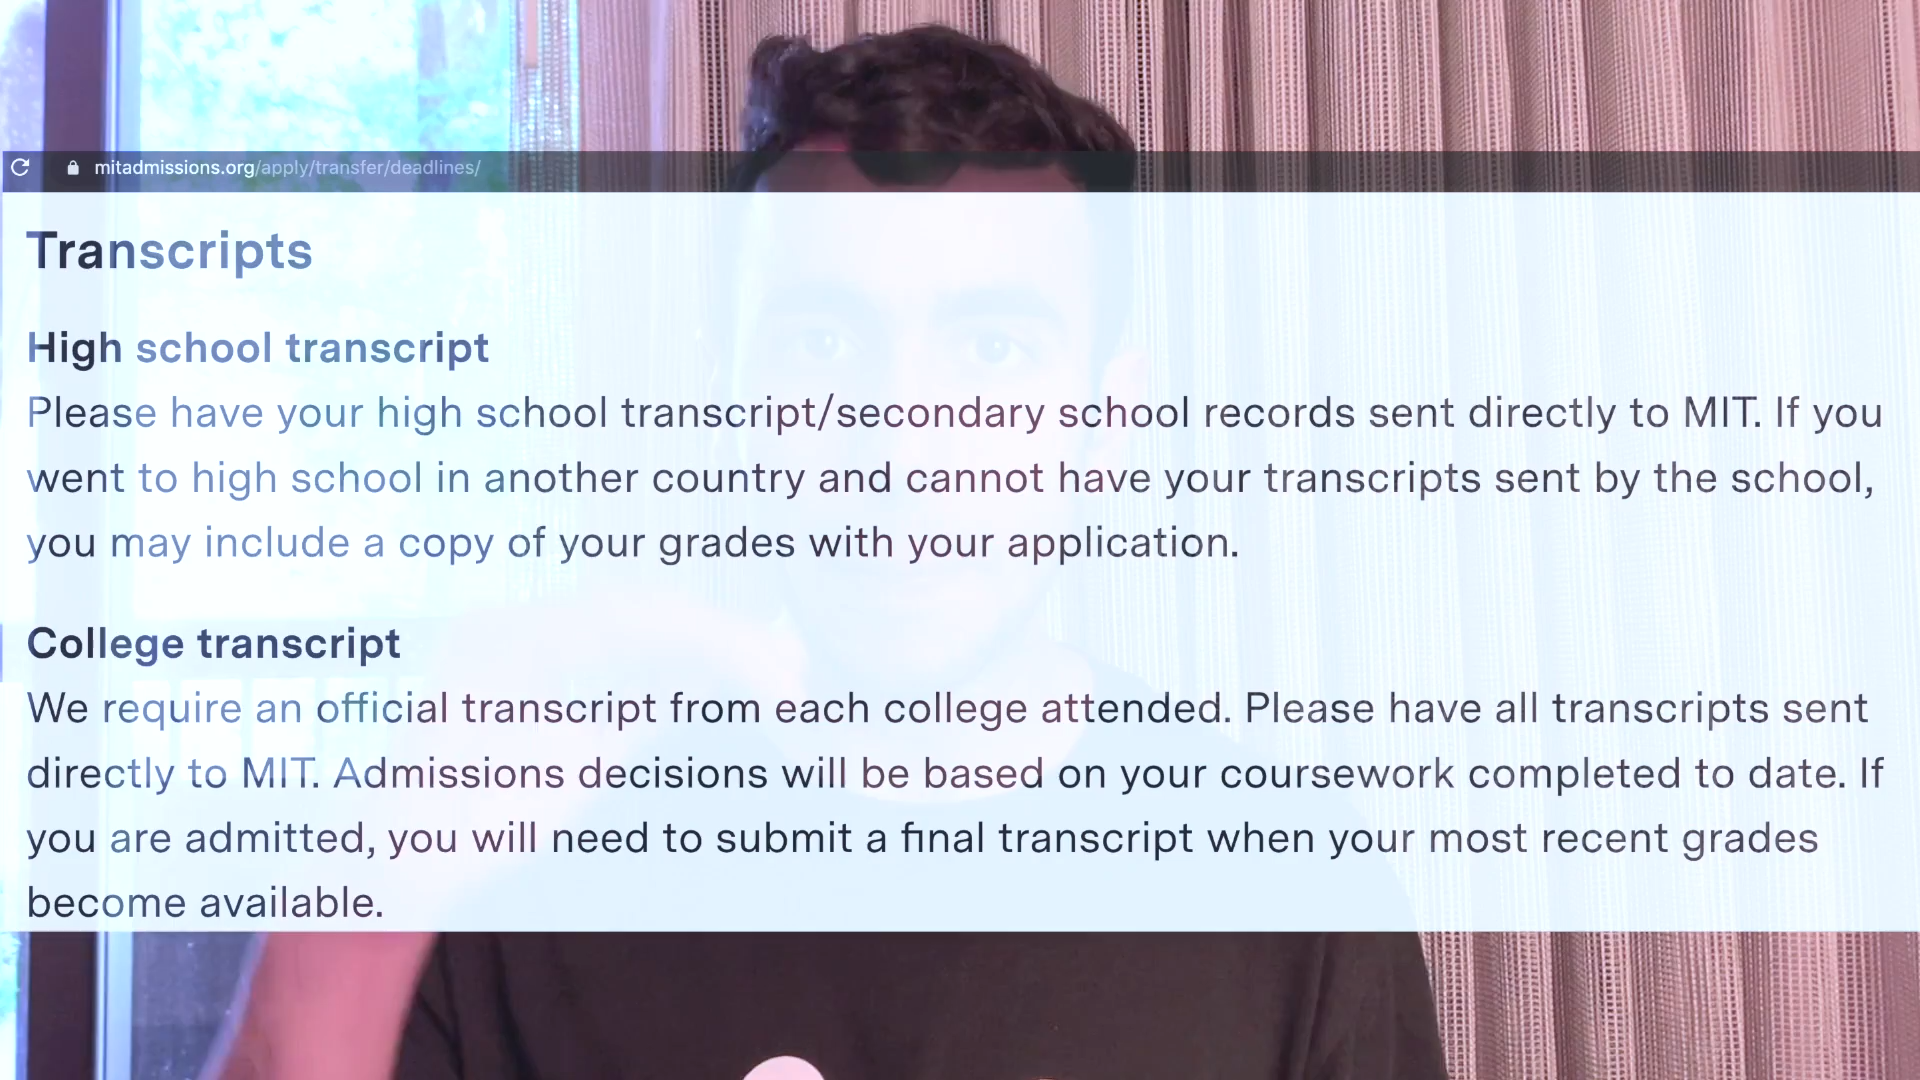 mitadmissions.org/apply/transfer/deadlines/
Transcripts
High school transcript
Please have your high school transcript/secondary school records sent directly to MIT. If you
went to high school in another country and cannot have your transcripts sent by the school,
you may include a copy of your grades with your application.
College transcript
We require an official transcript from each college attended. Please have all transcripts sent
directly to MIT. Admissions decisions will be based on your coursework completed to date. If
you are admitted, you will need to submit a final transcript when your most recent grades
become available.